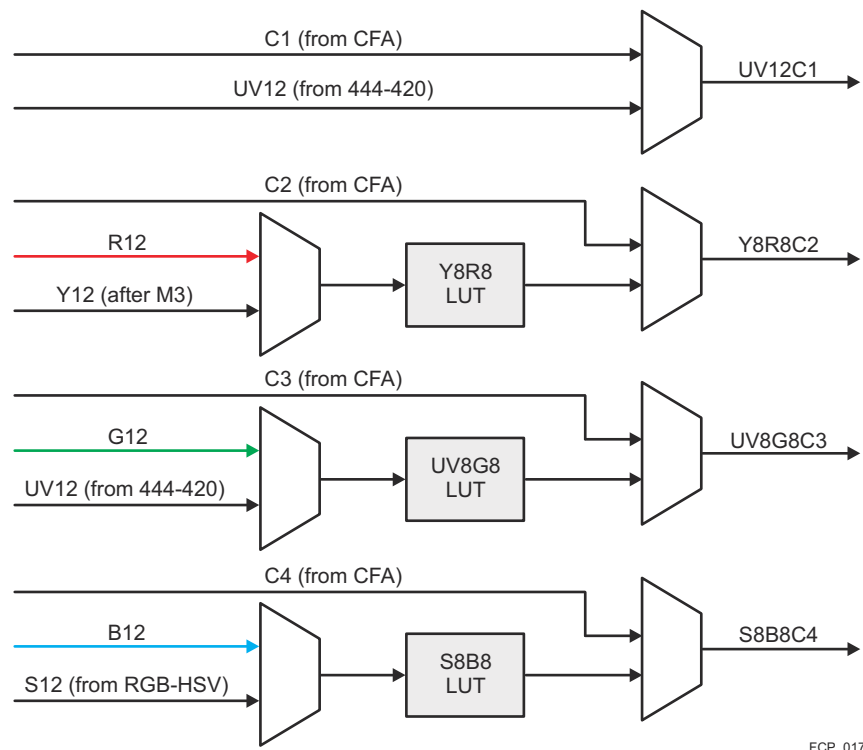 C1 (from CFA)
UV12 (from 444-420)
UV12C1
C2 (from CFA)
R12
Y12 (after M3)
Y8R8
LUT
Y8R8C2
C3 (from CFA)
G12
UV12 (from 444-420)
UV8G8
LUT
UV8G8C3
C4 (from CFA)
B12
S12 (from RGB-HSV)
S8B8
LUT
S8B8C4
FCP_017